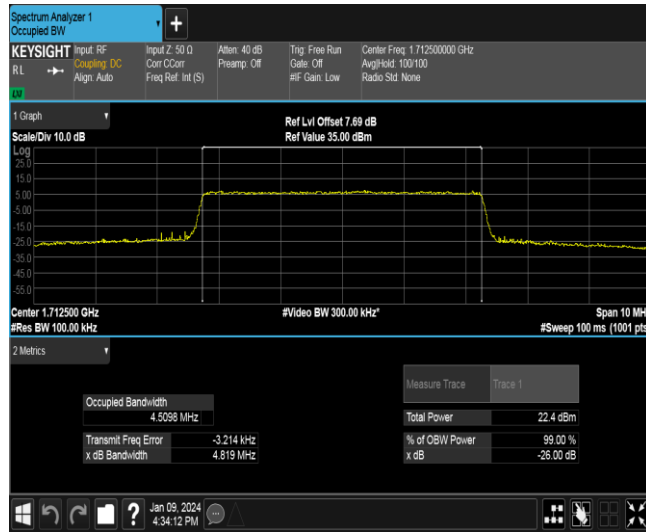 Spectrum Analyzer 1
Occupied BW
KEYSIGHT
RL
Input: RF
Coupling: DC
Align: Auto
Input Z: 50 Ω
Corr CCorr
Freq Ref: Int (S)
Atten: 40 dB
Preamp: Off
Trig: Free Run
Gate: Off
#IF Gain: Low
Center Freq: 1.712500000 GHz
Avg|Hold: 100/100
Radio Std: None
LXI
1 Graph
Scale/Div 10.0 dB
Ref Lvl Offset 7.69 dB
Ref Value 35.00 dBm
Log
25.0
15.0
5.00
-5.00
-15.0
-25.0
-35.0
-45.0
-55.0
Center 1.712500 GHz
#Res BW 100.00 kHz
#Video BW 300.00 kHz*
Span 10 MH
#Sweep 100 ms (1001 pts
2 Metrics
Measure Trace Trace 1
Occupied Bandwidth
4.5098 MHz
Total Power 22.4 dBm
Transmit Freq Error -3.214 kHz
% of OBW Power 99.00 %
x dB Bandwidth 4.819 MHz
x dB -26.00 dB
?
Jan 09, 2024
4:34:12 PM